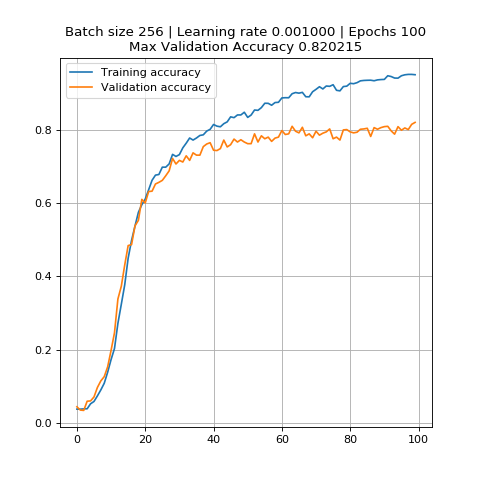 Batch size 256 | Learning rate 0.001000 | Epochs 100
Max Validation Accuracy 0.820215
Training accuracy
Validation accuracy
0.8
0.6
0.4
0.2
0.0
0 20 40 60 80 100